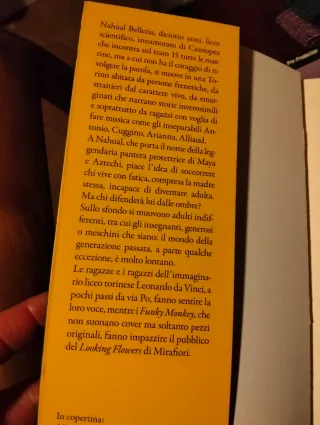 Nahual Bellezia, diciotto anni, liceo
scientifico, innamorato di Cassiopea
che incontra sul tram 15 tutte le mat-
tine, ma a cui non ha il coraggio di ri-
volgere la parola, si muove in una To-
rino abitata da persone frenetiche, da
stranieri dal carattere vivo, da emar-
ginati che narrano storie inverosimili
e soprattutto da ragazzi con voglia di
fare musica come gli inseparabili An-
tonio, Cuggino, Arianna, Alliaud.
A Nahual, che porta il nome della leg-
gendaria pantera protettrice di Maya
e Aztechi, piace l'idea di soccorrere
chi vive con fatica, compresa la madre
stessa, incapace di diventare adulta.
Ma chi difenderà lui dalle ombre?
Sullo sfondo si muovono adulti indif-
ferenti, tra cui gli insegnanti, generosi
o meschini che siano: il mondo della
generazione passata, a parte qualche
eccezione, è molto lontano.
Le ragazze e i ragazzi dell'immagina-
rio liceo torinese Leonardo da Vinci, a
pochi passi da via Po, fanno sentire la
loro voce, mentre i Funky Monkey, che
non suonano cover ma soltanto pezzi
originali, fanno impazzire il pubblico
del Looking Flowers di Mirafiori.
In copertina: